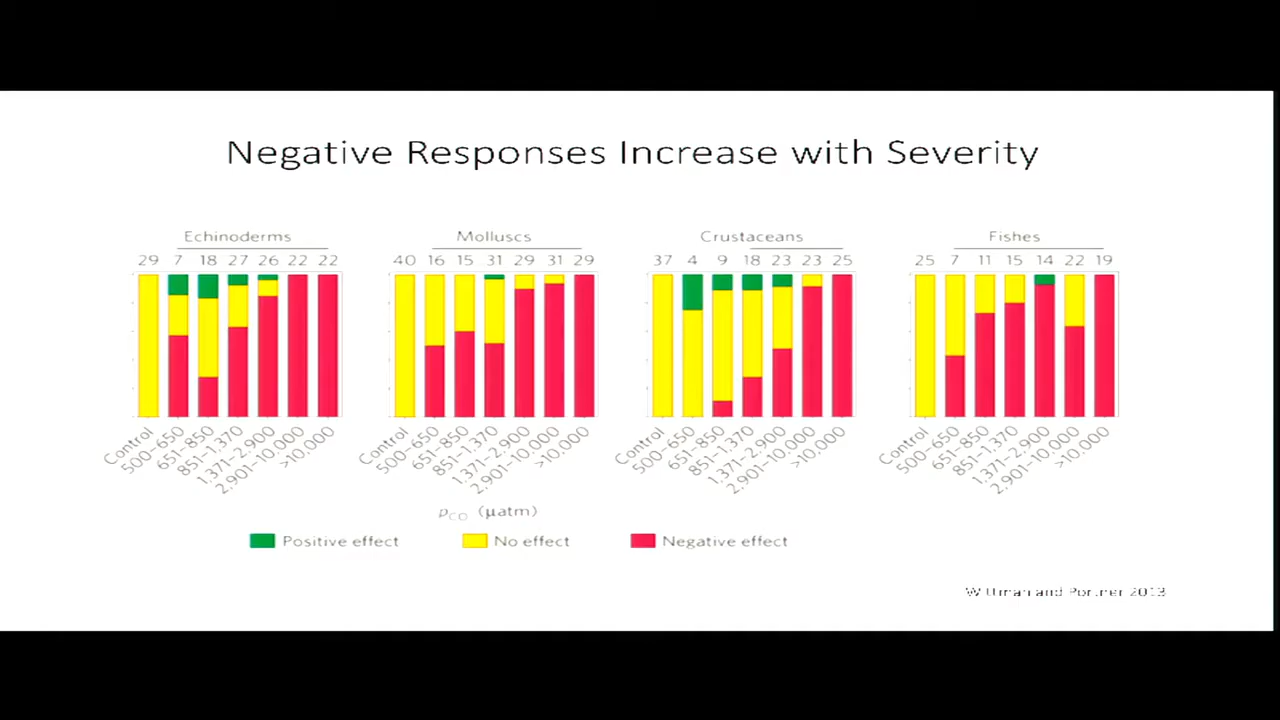 Negative Responses Increase with Severity
Echinoderms
Molluscs
Crustaceans
Fishes
29 7 18 27 26 22 22
40 16 15 31 29 31 29
37 4 9 18 23 23 25
25 7 11 15 14 22 19
Control 500–650 651–850 851–1,370 1,371–2,900 2,901–10,000 >10,000
Control 500–650 651–850 851–1,370 1,371–2,900 2,901–10,000 >10,000
Control 500–650 651–850 851–1,370 1,371–2,900 2,901–10,000 >10,000
Control 500–650 651–850 851–1,370 1,371–2,900 2,901–10,000 >10,000
pCO (μatm)
Positive effect
No effect
Negative effect
and 2013